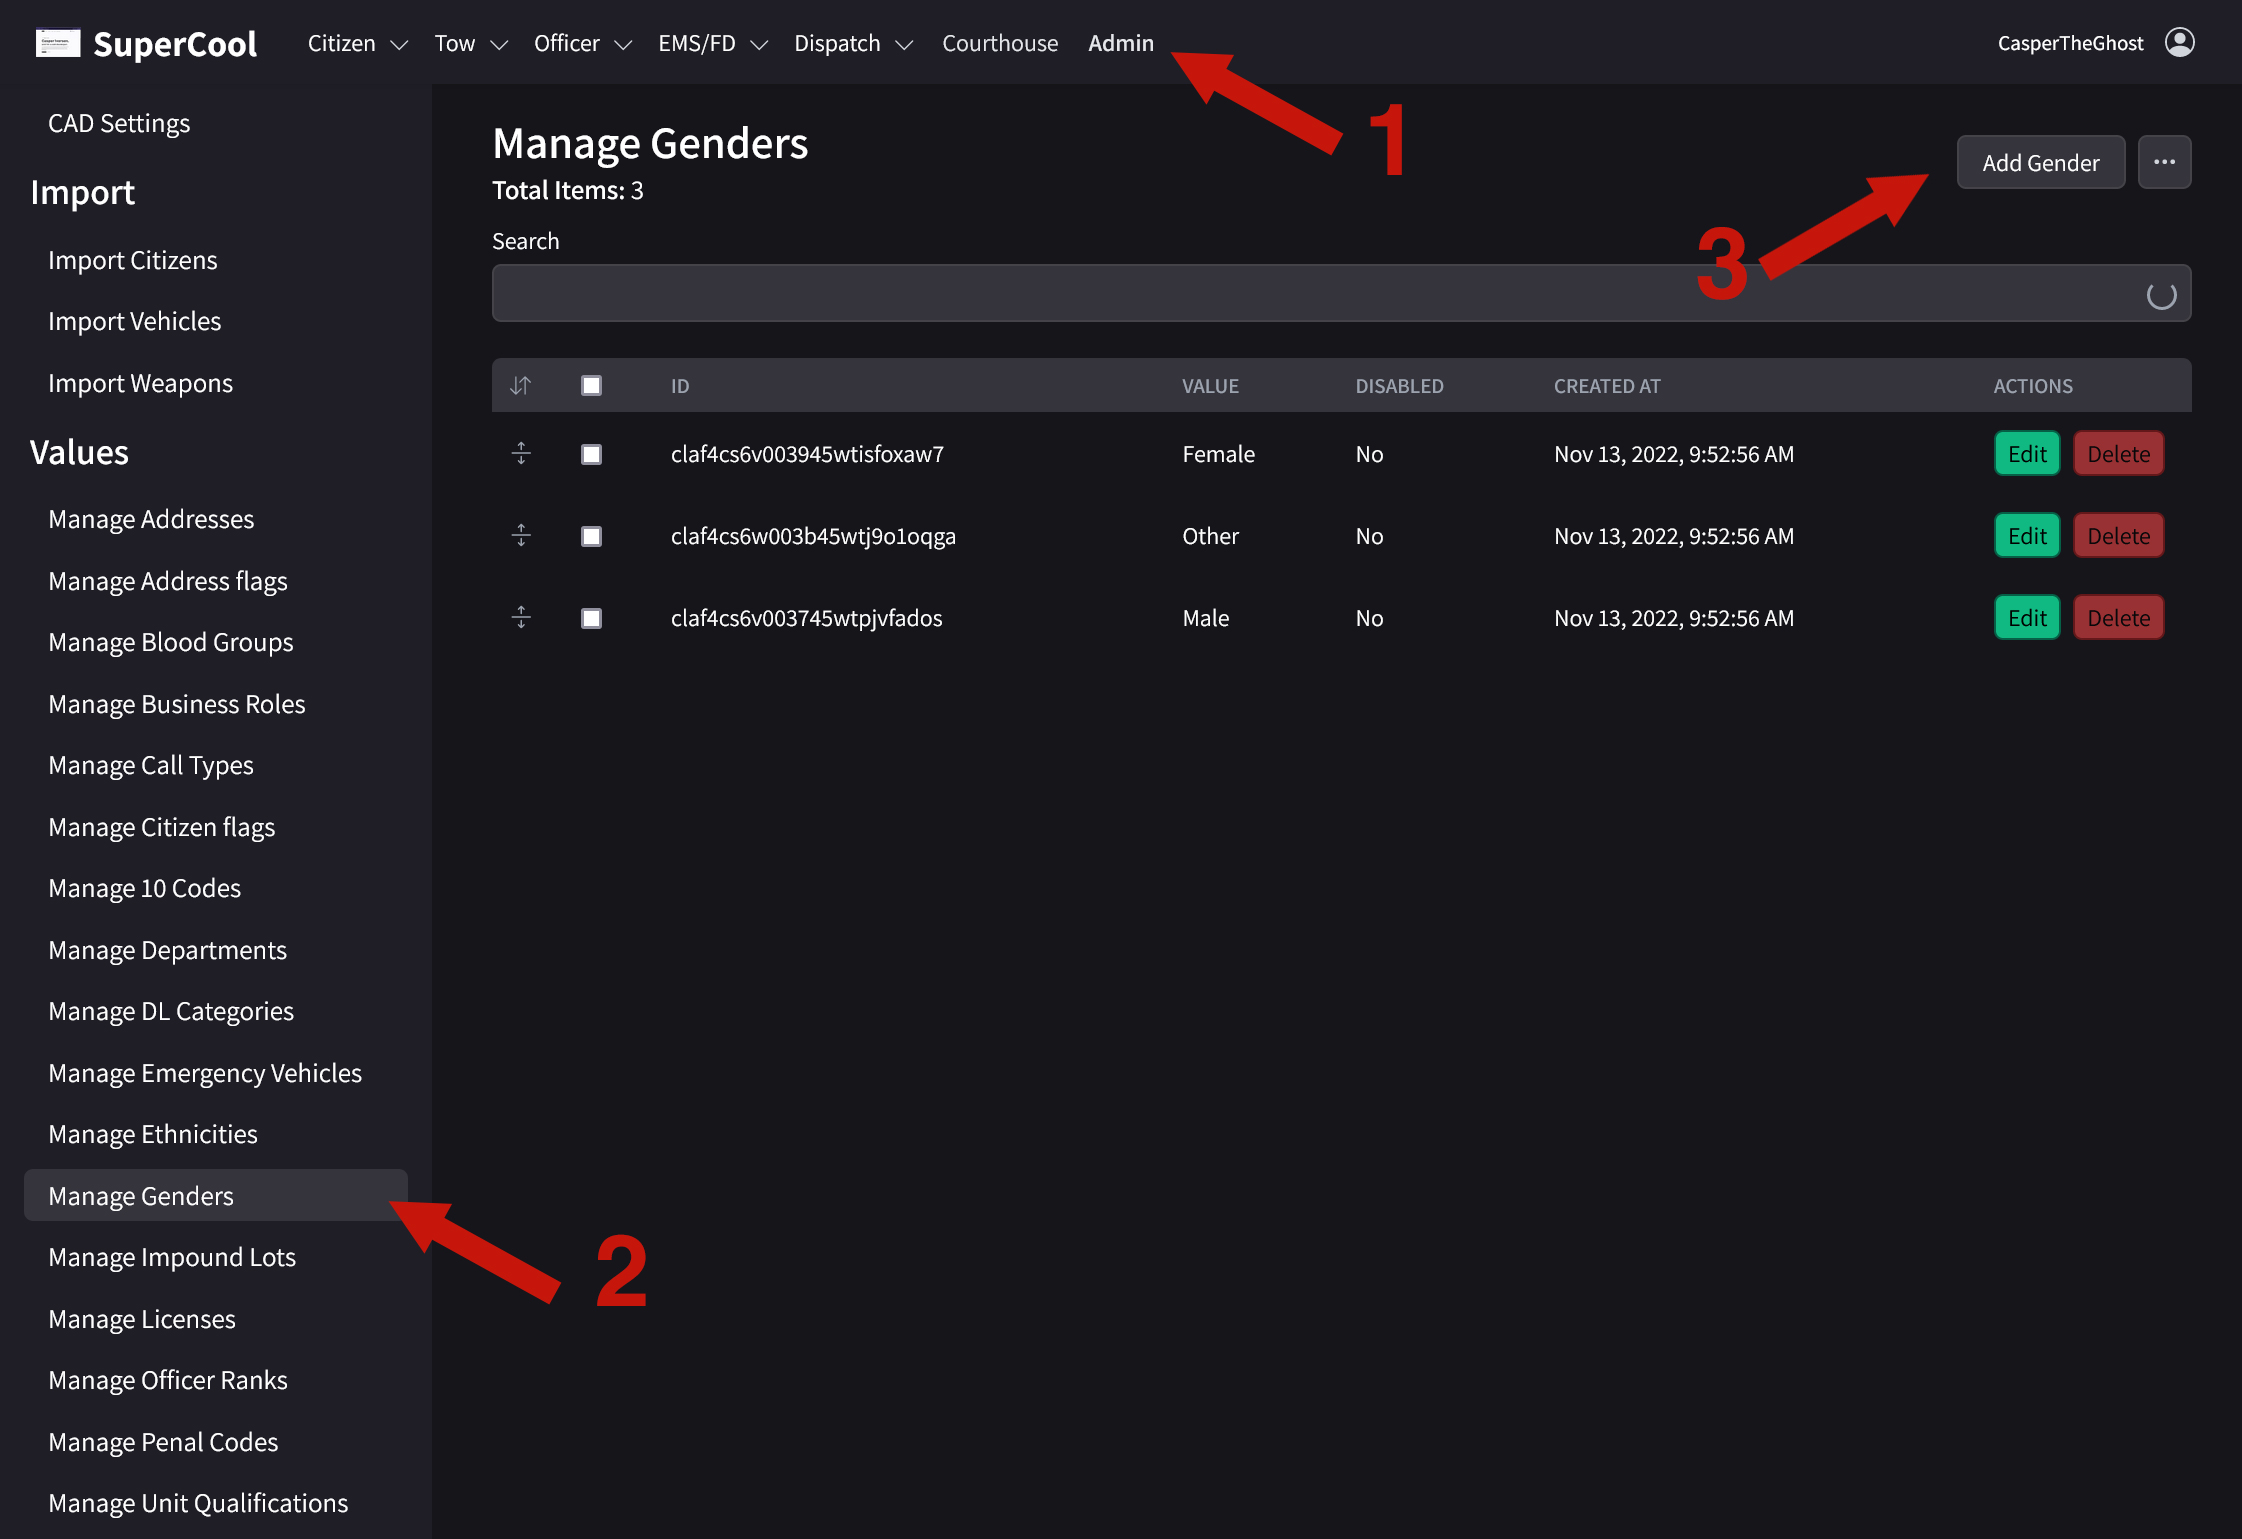 SuperCool
Citizen
Tow
Officer
EMS/FD
Dispatch
Courthouse
Admin
CasperTheGhost
1
CAD Settings
Import
Import Citizens
Import Vehicles
Import Weapons
Values
Manage Addresses
Manage Address flags
Manage Blood Groups
Manage Business Roles
Manage Call Types
Manage Citizen flags
Manage 10 Codes
Manage Departments
Manage DL Categories
Manage Emergency Vehicles
Manage Ethnicities
Manage Genders
Manage Impound Lots
Manage Licenses
Manage Officer Ranks
Manage Penal Codes
Manage Unit Qualifications
2
Manage Genders
Total Items: 3
Add Gender
...
3
Search
ID VALUE DISABLED CREATED AT ACTIONS
claf4cs6v003945wtisfoxaw7 Female No Nov 13, 2022, 9:52:56 AM Edit Delete
claf4cs6w003b45wtj9o1oqga Other No Nov 13, 2022, 9:52:56 AM Edit Delete
claf4cs6v003745wtpjvfados Male No Nov 13, 2022, 9:52:56 AM Edit Delete